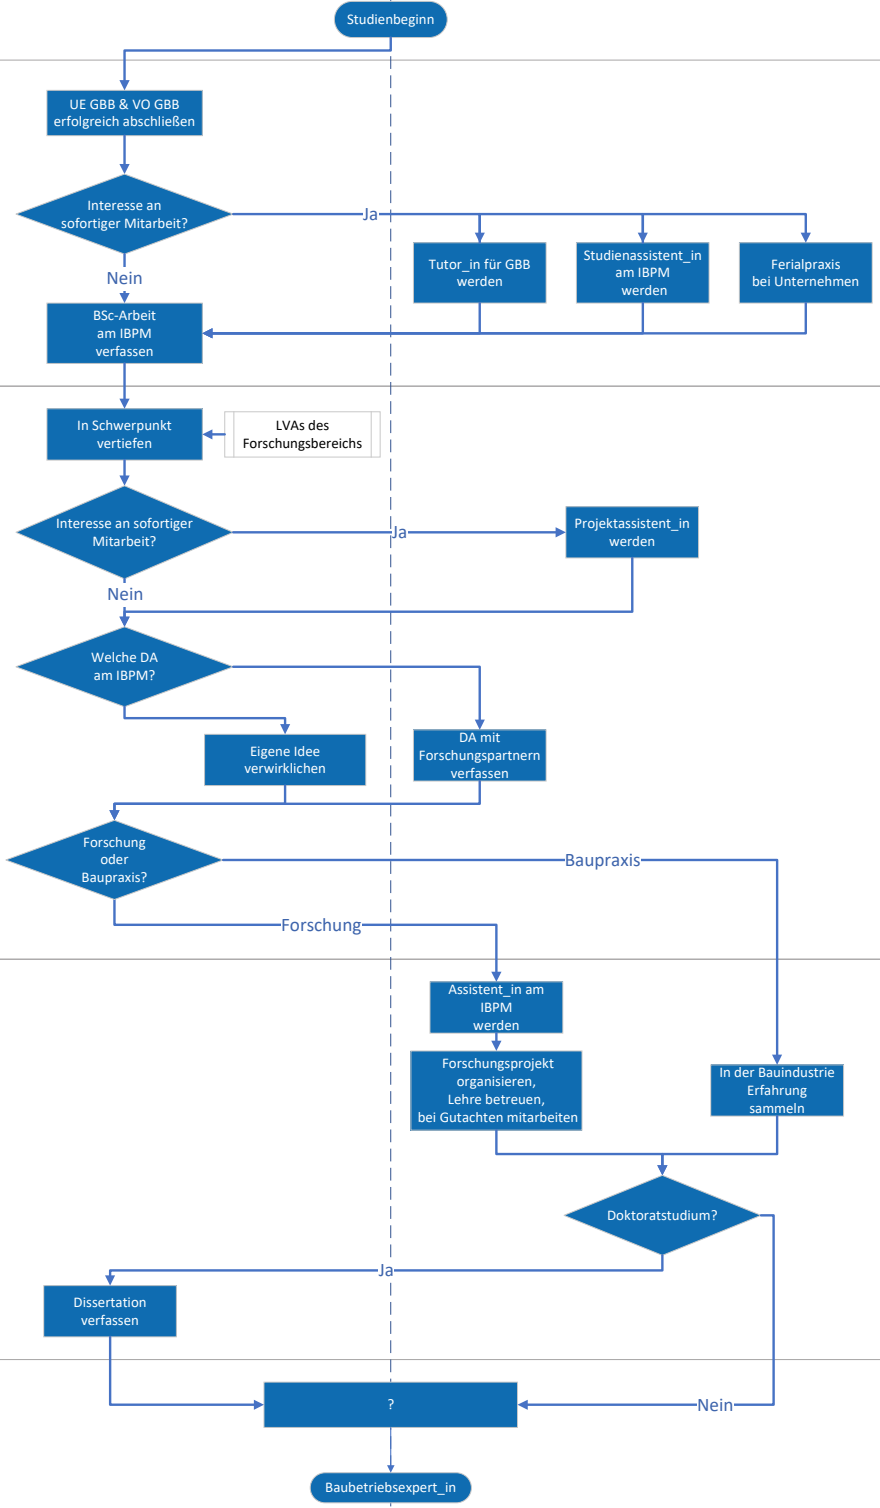 Studienbeginn
UE GBB & VO GBB
erfolgreich abschließen
Interesse an
sofortiger Mitarbeit?
Ja
Tutor_in für GBB
werden
Studienassistent_in
am IBPM
werden
Ferialpraxis
bei Unternehmen
Nein
BSc-Arbeit
am IBPM
verfassen
In Schwerpunkt
vertiefen
LVAs des
Forschungsbereichs
Interesse an sofortiger
Mitarbeit?
Ja
Projektassistent_in
werden
Nein
Welche DA
am IBPM?
Eigene Idee
verwirklichen
DA mit
Forschungspartnern
verfassen
Forschung
oder
Baupraxis?
Baupraxis
Forschung
Assistent_in am
IBPM
werden
Forschungsprojekt
organisieren,
Lehre betreuen,
bei Gutachten mitarbeiten
In der Bauindustrie
Erfahrung
sammeln
Doktoratstudium?
Ja
Dissertation
verfassen
?
Nein
Baubetriebsexpert_in